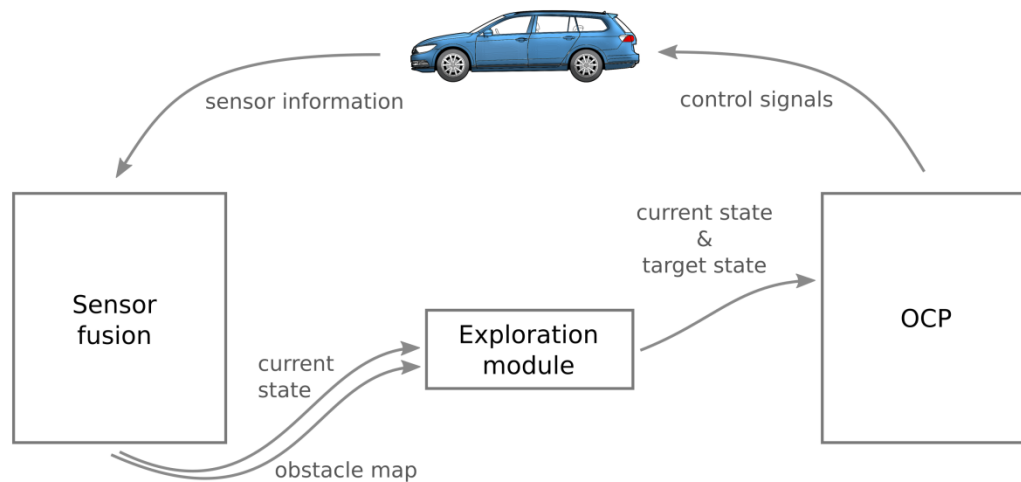 sensor information
control signals
current state
&
target state
Sensor
fusion
OCP
Exploration
module
current
state
obstacle map